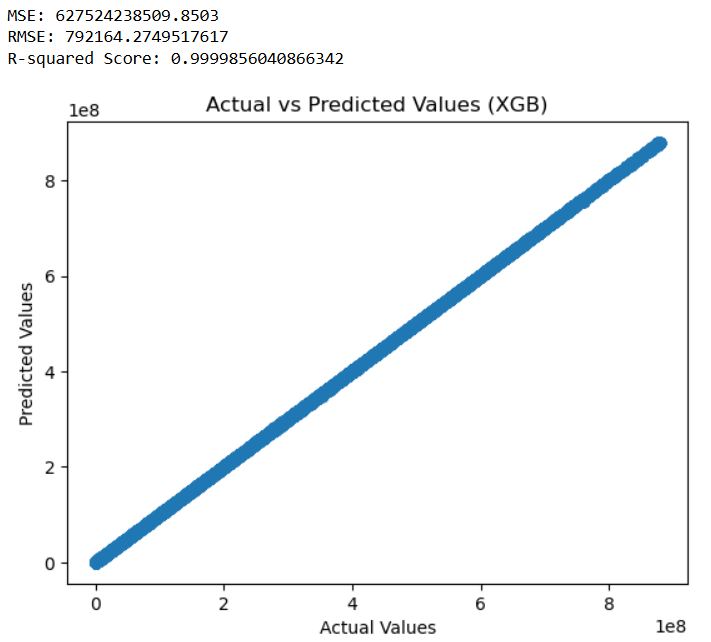 MSE: 627524238509.8503
RMSE: 792164.2749517617
R-squared Score: 0.9999856040866342
Actual vs Predicted Values (XGB)
1e8
8
6
4
2
0
Predicted Values
0 2 4 6 8
1e8
Actual Values